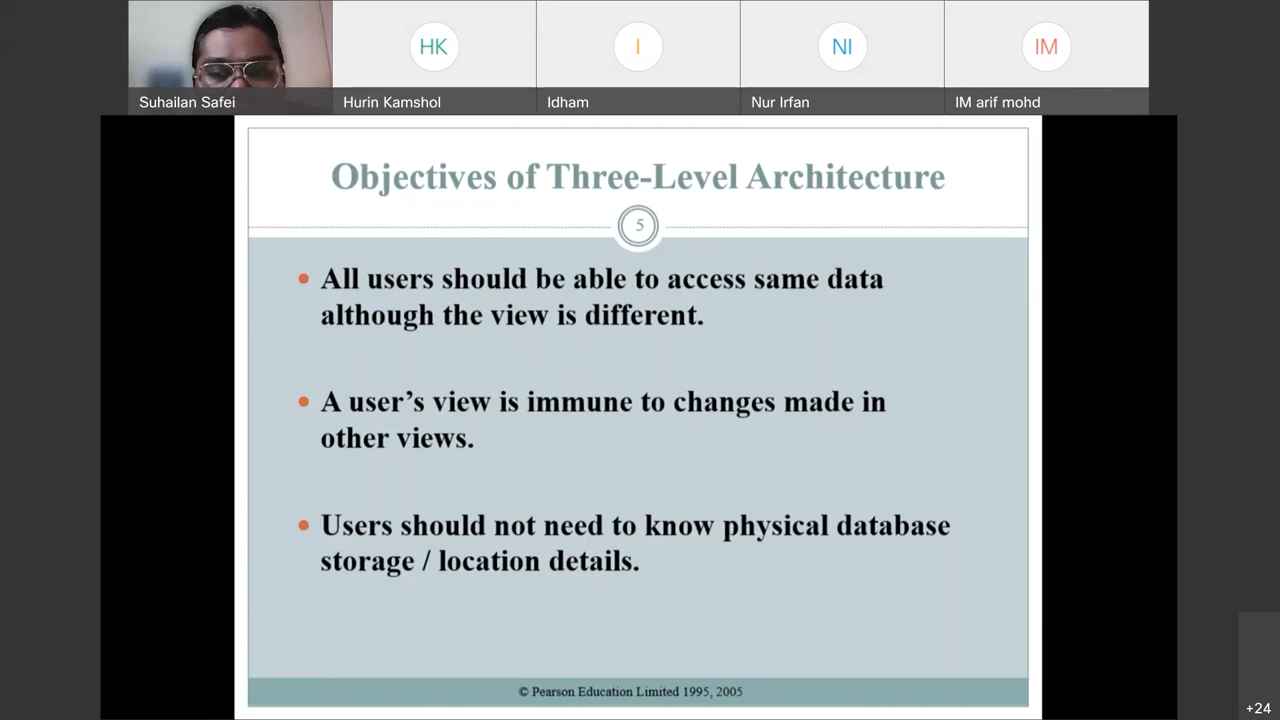 HK
I
NI
IM
Suhailan Safei
Hurin Kamshol
Idham
Nur Irfan
IM arif mohd
Objectives of Three-Level Architecture
5
• All users should be able to access same data
although the view is different.
• A user’s view is immune to changes made in
other views.
• Users should not need to know physical database
storage / location details.
© Pearson Education Limited 1995, 2005
+24